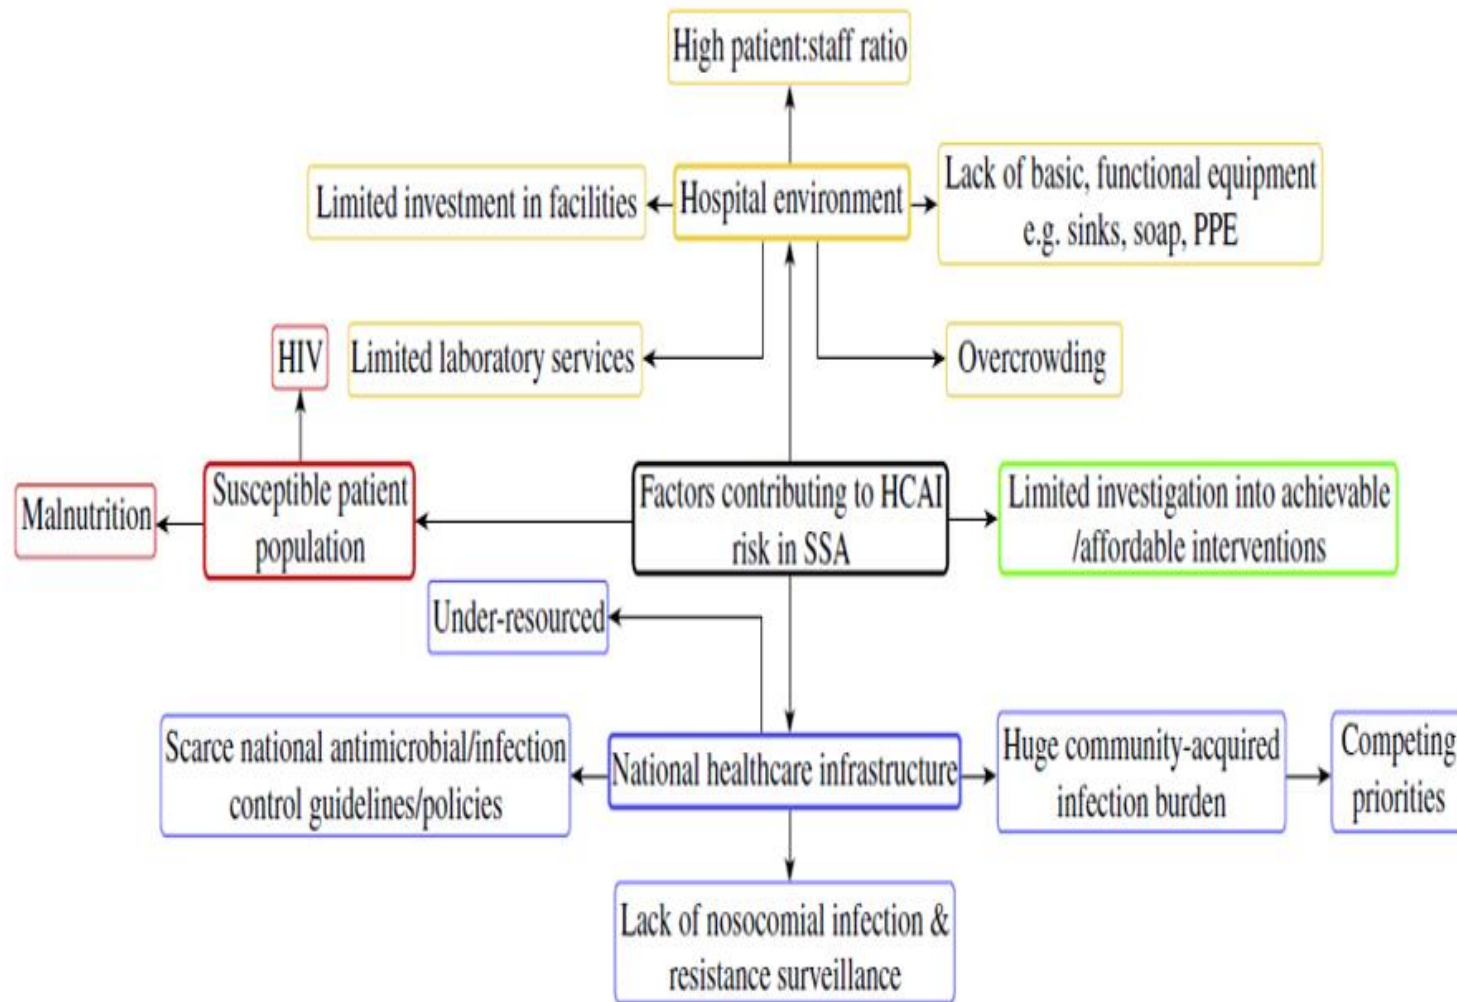 High patient:staff ratio
Limited investment in facilities
Hospital environment
Lack of basic, functional equipment
e.g. sinks, soap, PPE
HIV
Limited laboratory services
Overcrowding
Malnutrition
Susceptible patient
population
Factors contributing to HCAI
risk in SSA
Limited investigation into achievable
/affordable interventions
Under-resourced
Scarce national antimicrobial/infection
control guidelines/policies
National healthcare infrastructure
Huge community-acquired
infection burden
Competing
priorities
Lack of nosocomial infection &
resistance surveillance